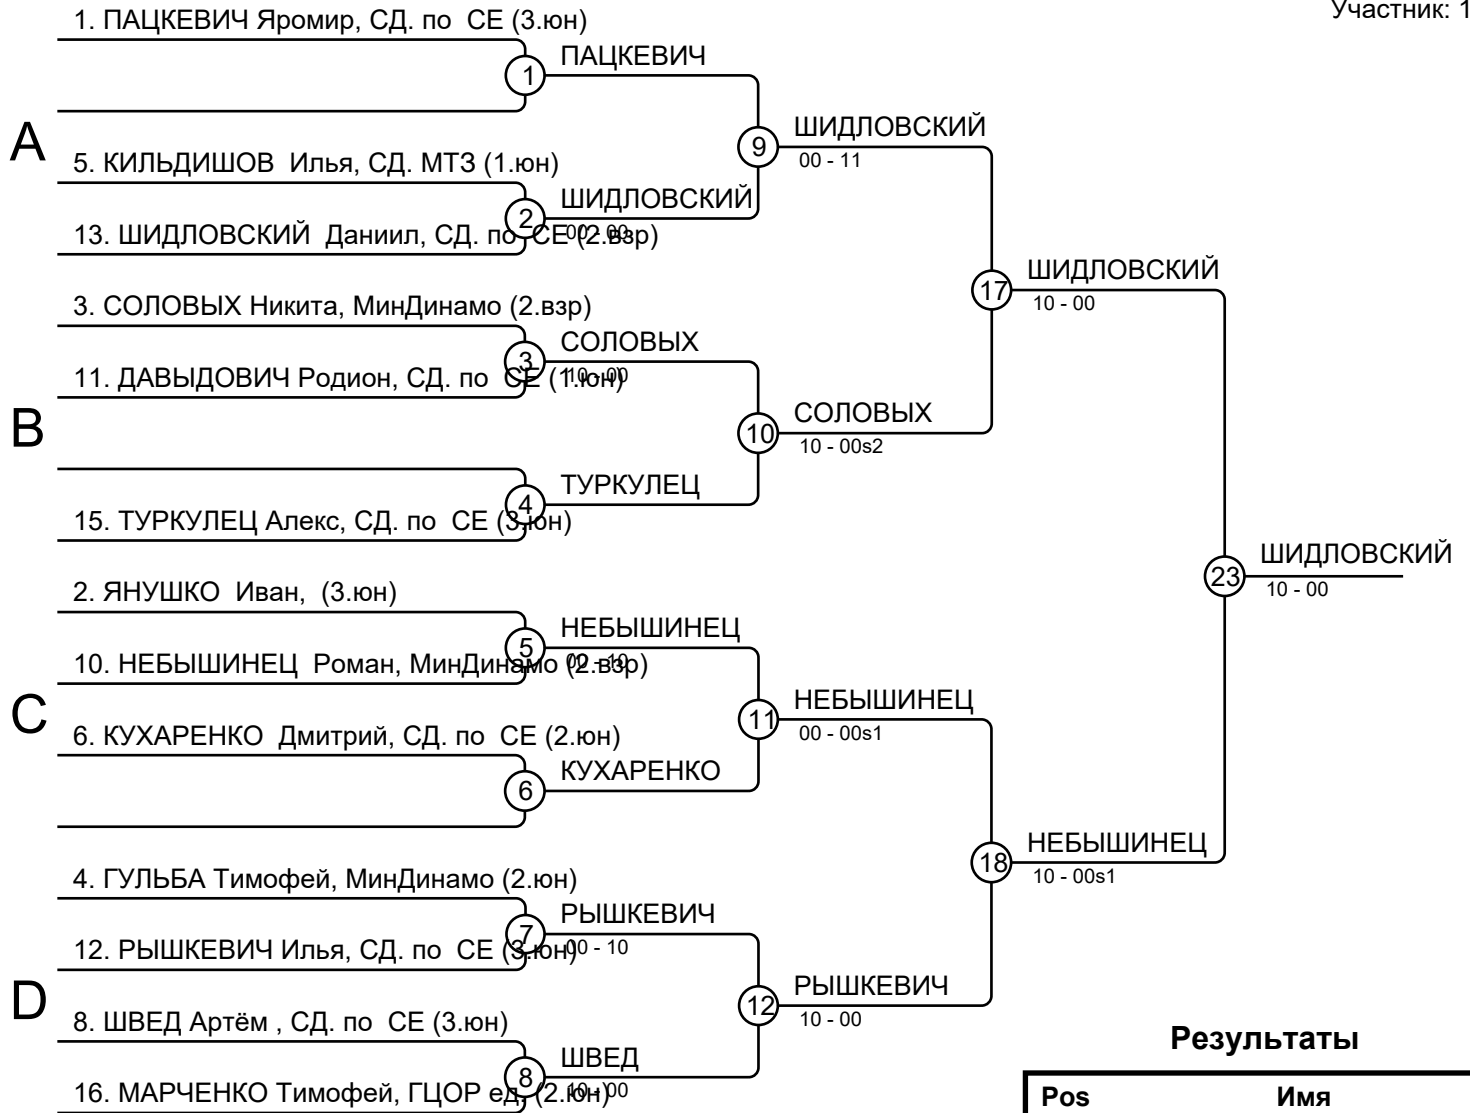 Участник: 1
1. ПАЦКЕВИЧ Яромир, СД. по СЕ (3.юн)
1
ПАЦКЕВИЧ
A
9
ШИДЛОВСКИЙ
00 - 11
5. КИЛЬДИШОВ Илья, СД. МТЗ (1.юн)
2
ШИДЛОВСКИЙ
13. ШИДЛОВСКИЙ Даниил, СД. по СЕ (2.взр)
17
ШИДЛОВСКИЙ
10 - 00
3. СОЛОВЫХ Никита, МинДинамо (2.взр)
3
СОЛОВЫХ
10 - 00
11. ДАВЫДОВИЧ Родион, СД. по СЕ (1.юн)
B
10
СОЛОВЫХ
10 - 00s2
4
ТУРКУЛЕЦ
15. ТУРКУЛЕЦ Алекс, СД. по СЕ (3.юн)
23
ШИДЛОВСКИЙ
10 - 00
2. ЯНУШКО Иван, (3.юн)
5
НЕБЫШИНЕЦ
10. НЕБЫШИНЕЦ Роман, МинДинамо (2.взр)
C
11
НЕБЫШИНЕЦ
00 - 00s1
6. КУХАРЕНКО Дмитрий, СД. по СЕ (2.юн)
6
КУХАРЕНКО
18
НЕБЫШИНЕЦ
10 - 00s1
4. ГУЛЬБА Тимофей, МинДинамо (2.юн)
7
РЫШКЕВИЧ
00 - 10
12. РЫШКЕВИЧ Илья, СД. по СЕ (3.юн)
D
12
РЫШКЕВИЧ
10 - 00
8. ШВЕД Артём , СД. по СЕ (3.юн)
8
ШВЕД
10 - 00
16. МАРЧЕНКО Тимофей, ГЦОР ед. (2.юн)
Результаты
Pos Имя